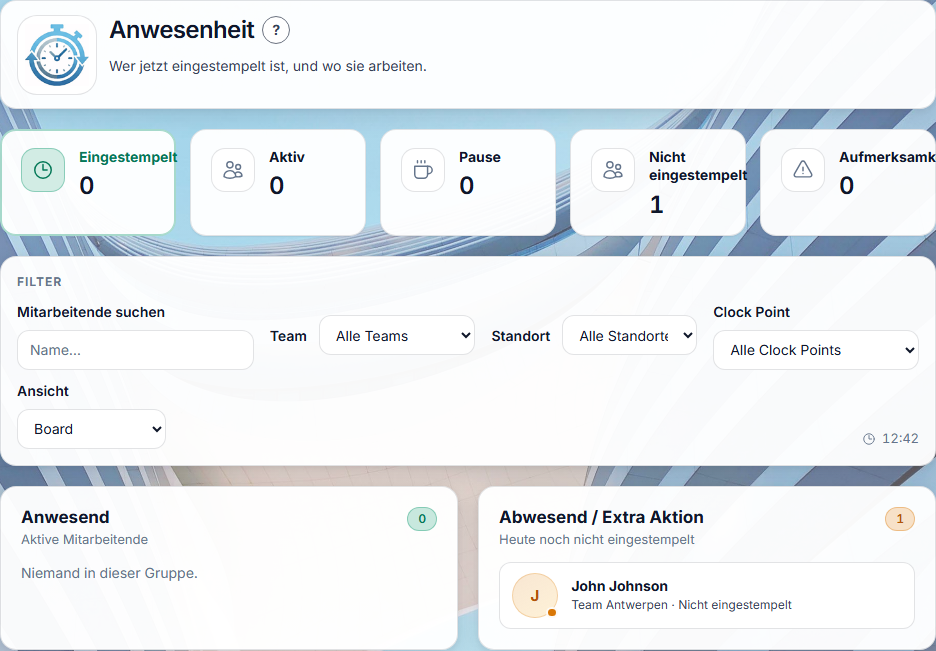 Anwesenheit ?
Wer jetzt eingestempelt ist, und wo sie arbeiten.
Eingestempelt
0
Aktiv
0
Pause
0
Nicht
eingestempelt
1
Aufmerksamk
0
FILTER
Mitarbeitende suchen
Name...
Team
Alle Teams
Standort
Alle Standorte
Clock Point
Alle Clock Points
Ansicht
Board
12:42
Anwesend
0
Aktive Mitarbeitende
Niemand in dieser Gruppe.
Abwesend / Extra Aktion
1
Heute noch nicht eingestempelt
J
John Johnson
Team Antwerpen · Nicht eingestempelt